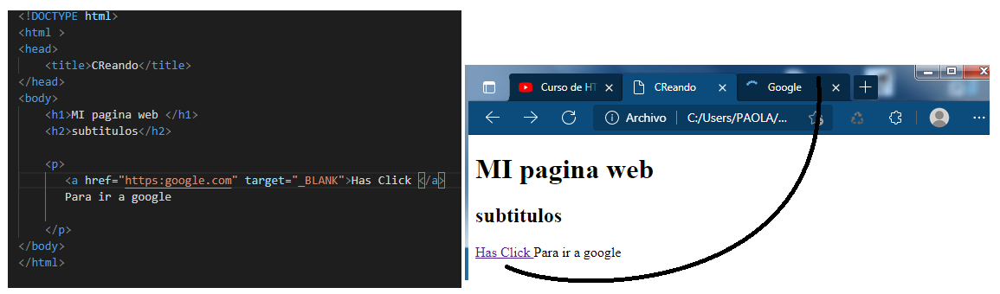 <!DOCTYPE html>
<html >
<head>
<title>CReando</title>
</head>
<body>
<h1>MI pagina web </h1>
<h2>subtitulos</h2>
<p>
<a href="https:google.com" target="_BLANK">Has Click </a>
Para ir a google
</p>
</body>
</html>
Curso de HT CReando Google
Archivo C:/Users/PAOLA/...
MI pagina web
subtitulos
Has Click Para ir a google